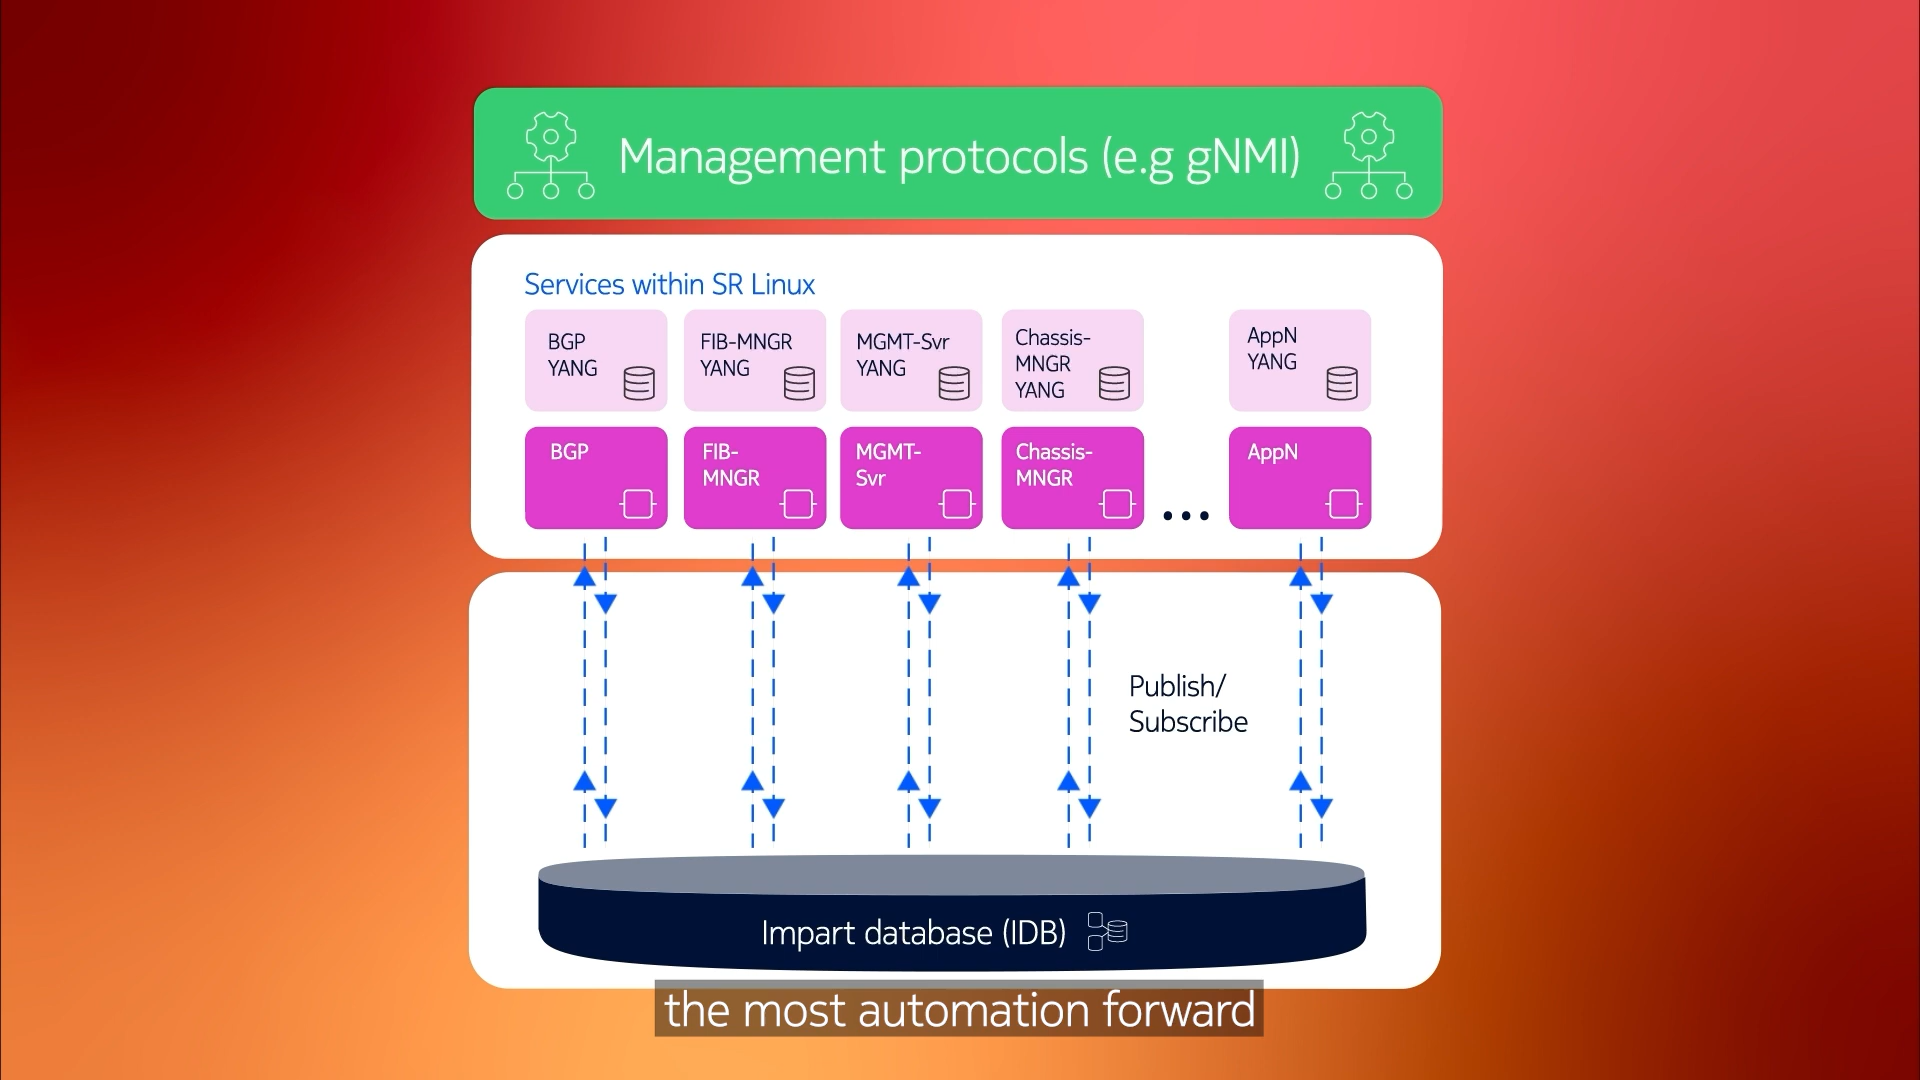 Management protocols (e.g gNMI)
Services within SR Linux
BGP
YANG
FIB-MNGR
YANG
MGMT-Svr
YANG
Chassis-
MNGR
YANG
AppN
YANG
BGP
FIB-
MNGR
MGMT-
Svr
Chassis-
MNGR
...
AppN
Publish/
Subscribe
Impart database (IDB)
the most automation forward